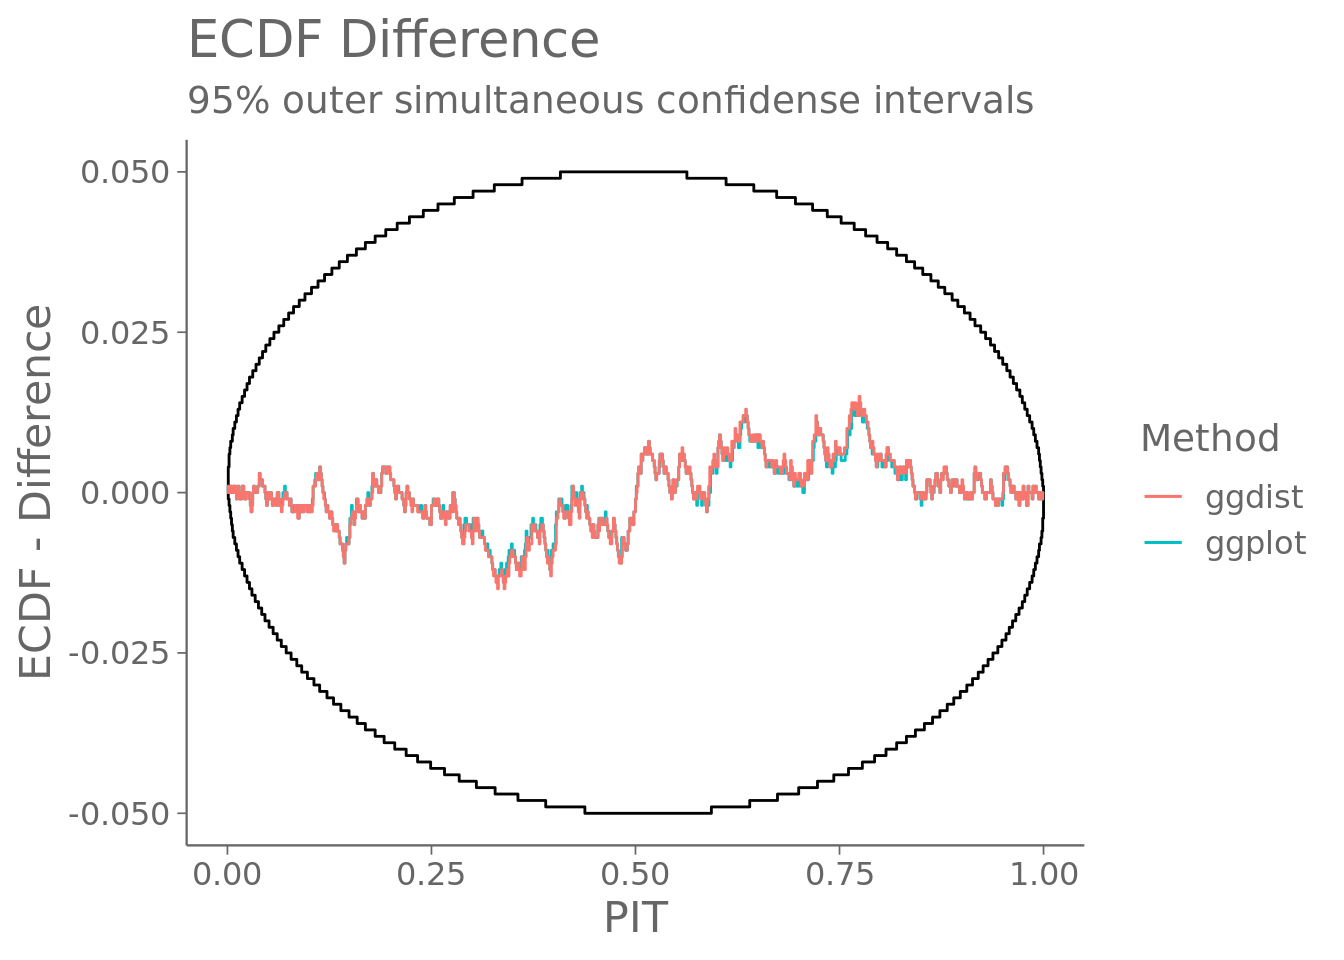 ECDF Difference
95% outer simultaneous confidense intervals
ECDF - Difference
0.050
0.025
0.000
-0.025
-0.050
0.00 0.25 0.50 0.75 1.00
PIT
Method
ggdist
ggplot